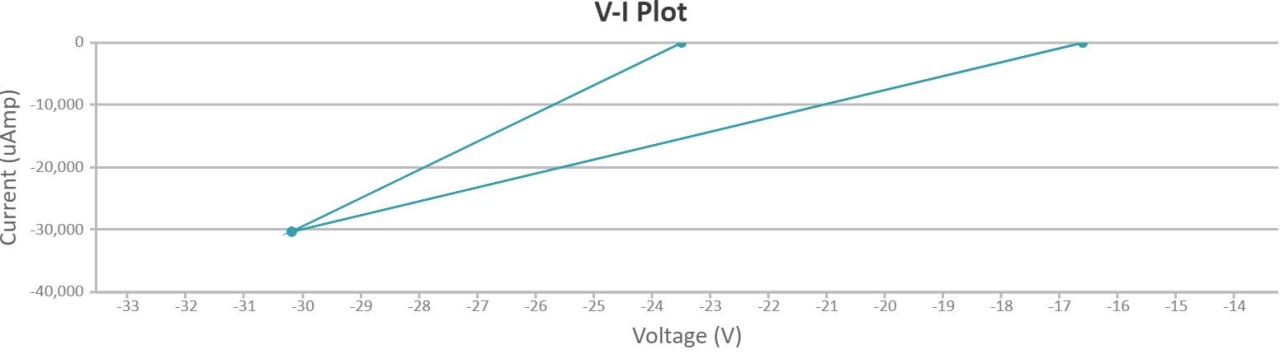 V-I Plot
Current (uAmp)
0
-10,000
-20,000
-30,000
-40,000
-33 -32 -31 -30 -29 -28 -27 -26 -25 -24 -23 -22 -21 -20 -19 -18 -17 -16 -15 -14
Voltage (V)